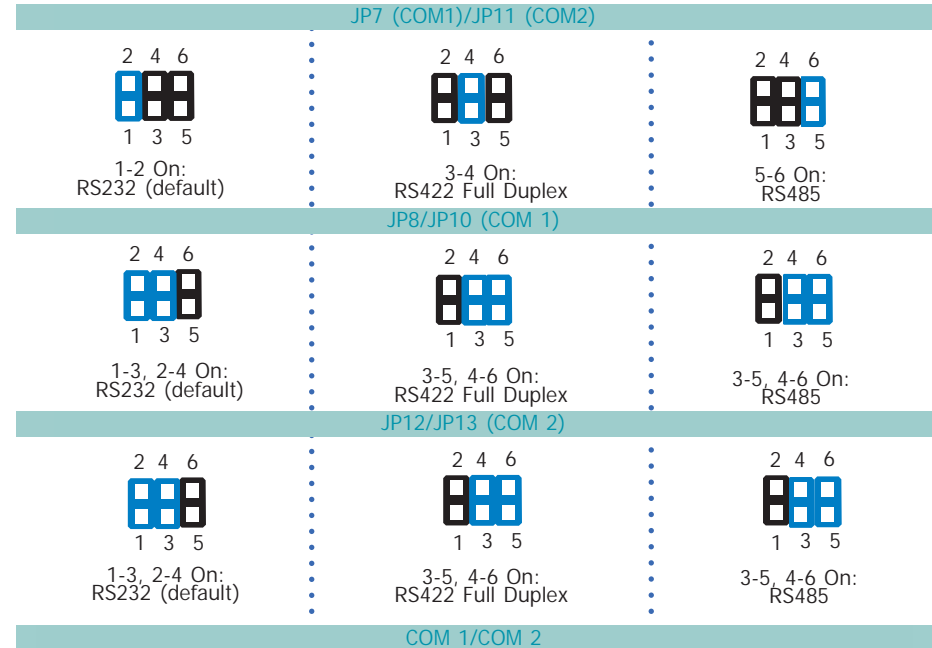 JP7 (COM1)/JP11 (COM2)
2 4 6
1 3 5
1-2 On:
RS232 (default)
2 4 6
1 3 5
3-4 On:
RS422 Full Duplex
2 4 6
1 3 5
5-6 On:
RS485
JP8/JP10 (COM 1)
2 4 6
1 3 5
1-3, 2-4 On:
RS232 (default)
2 4 6
1 3 5
3-5, 4-6 On:
RS422 Full Duplex
2 4 6
1 3 5
3-5, 4-6 On:
RS485
JP12/JP13 (COM 2)
2 4 6
1 3 5
1-3, 2-4 On:
RS232 (default)
2 4 6
1 3 5
3-5, 4-6 On:
RS422 Full Duplex
2 4 6
1 3 5
3-5, 4-6 On:
RS485
COM 1/COM 2